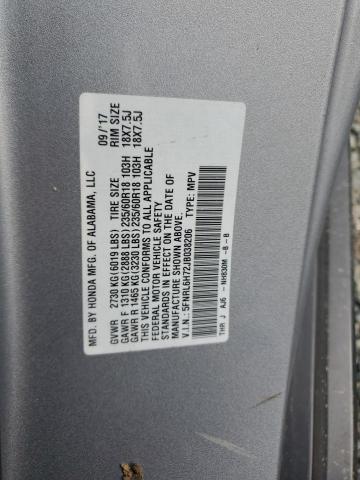 MFD. BY HONDA MFG. OF ALABAMA, LLC 09/'17
GVWR 2730 KG(6019 LBS) TIRE SIZE RIM SIZE
GAWR F 1310 KG(2888 LBS) 235/60R18 103H 18X7.5J
GAWR R 1465 KG(3230 LBS) 235/60R18 103H 18X7.5J
THIS VEHICLE CONFORMS TO ALL APPLICABLE
FEDERAL MOTOR VEHICLE SAFETY
STANDARDS IN EFFECT ON THE DATE OF
MANUFACTURE SHOWN ABOVE.
V.I.N.: 5FNRL6H72JB038206 TYPE: MPV
THR J AJ6 -NH830M -B -B